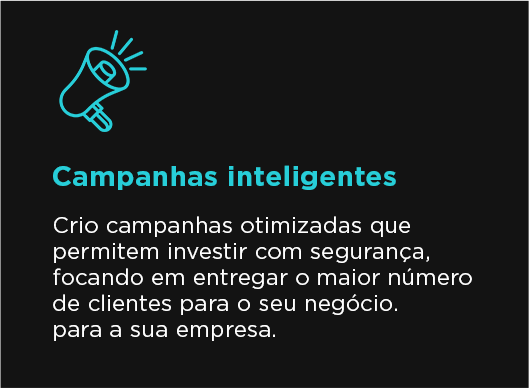 Campanhas inteligentes
Crio campanhas otimizadas que
permitem investir com segurança,
focando em entregar o maior número
de clientes para o seu negócio.
para a sua empresa.